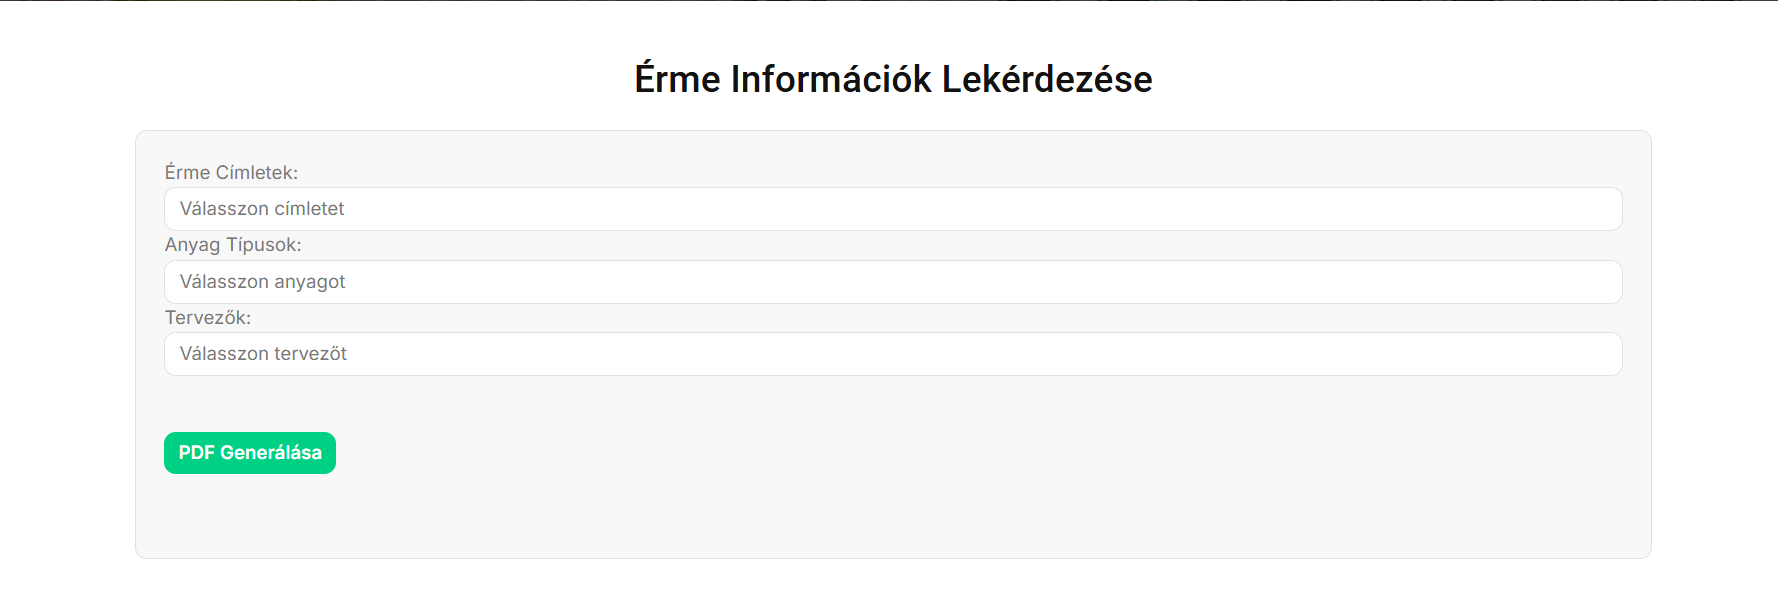 Érme Információk Lekérdezése
Érme Címletek:
Válasszon címletet
Anyag Típusok:
Válasszon anyagot
Tervezők:
Válasszon tervezőt
PDF Generálása